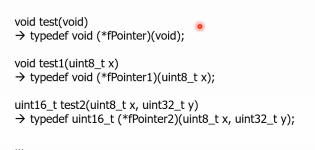 void test(void)
→ typedef void (*fPointer)(void);
void test1(uint8_t x)
→ typedef void (*fPointer1)(uint8_t x);
uint16_t test2(uint8_t x, uint32_t y)
→ typedef uint16_t (*fPointer2)(uint8_t x, uint32_t y);
...